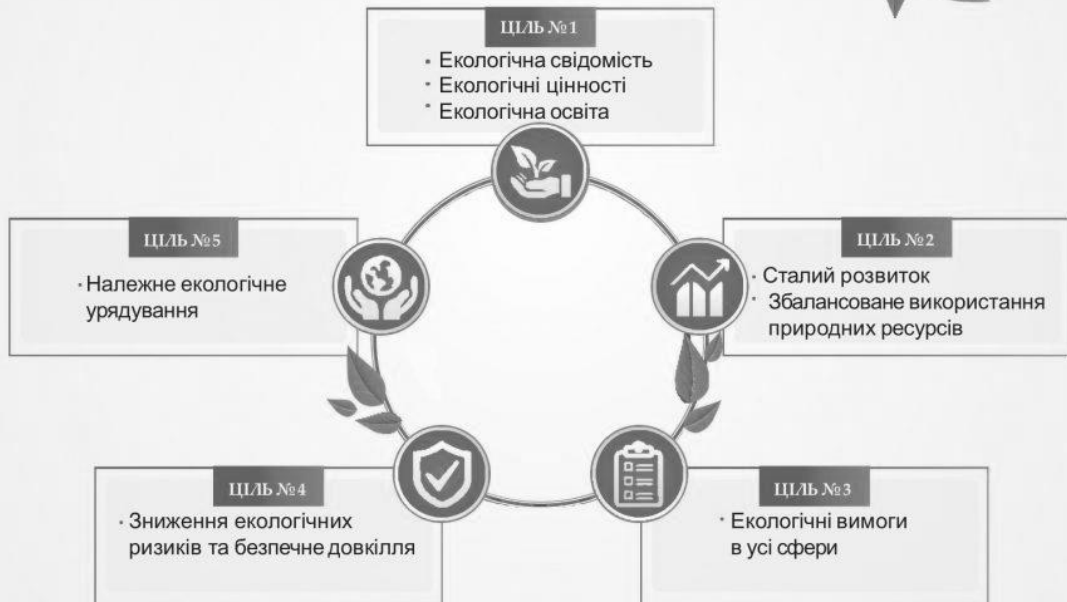 ЦІЛЬ №1
• Екологічна свідомість
• Екологічні цінності
• Екологічна освіта
ЦІЛЬ №5
• Належне екологічне
урядування
ЦІЛЬ №2
• Сталий розвиток
• Збалансоване використання
природних ресурсів
ЦІЛЬ №4
• Зниження екологічних
ризиків та безпечне довкілля
ЦІЛЬ №3
• Екологічні вимоги
в усі сфери